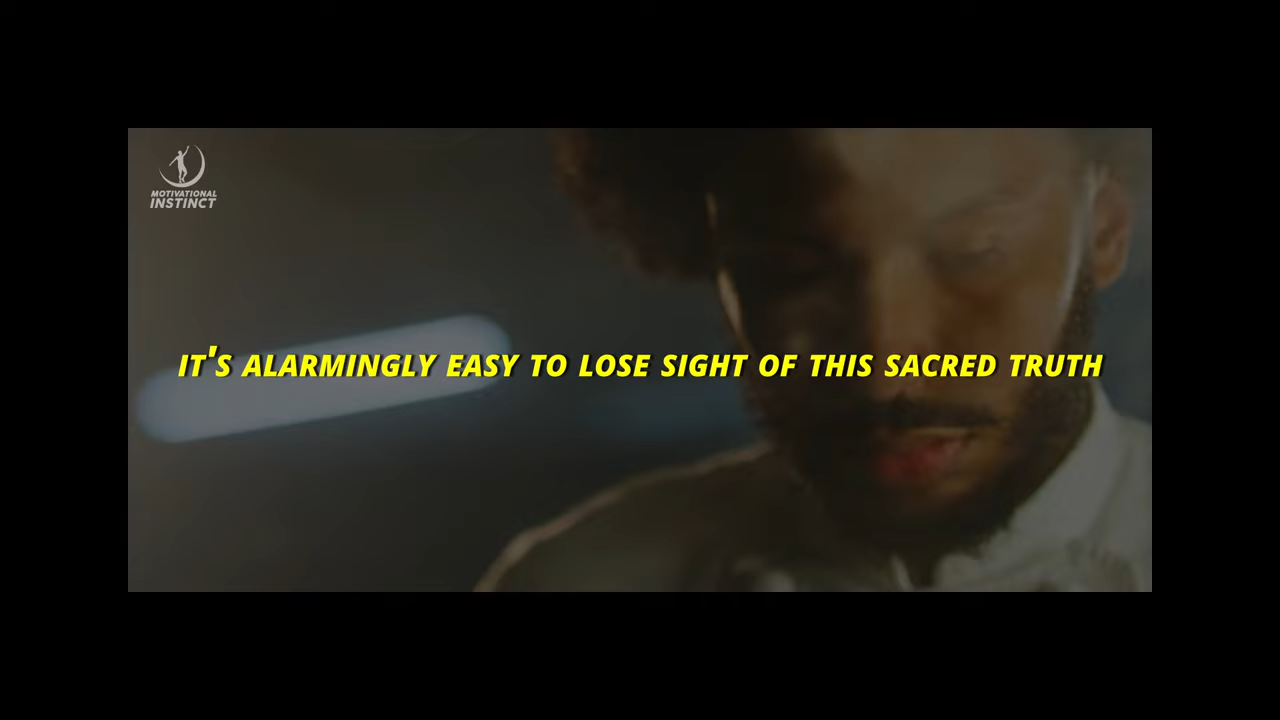 MOTIVATIONAL
INSTINCT
IT'S ALARMINGLY EASY TO LOSE SIGHT OF THIS SACRED TRUTH